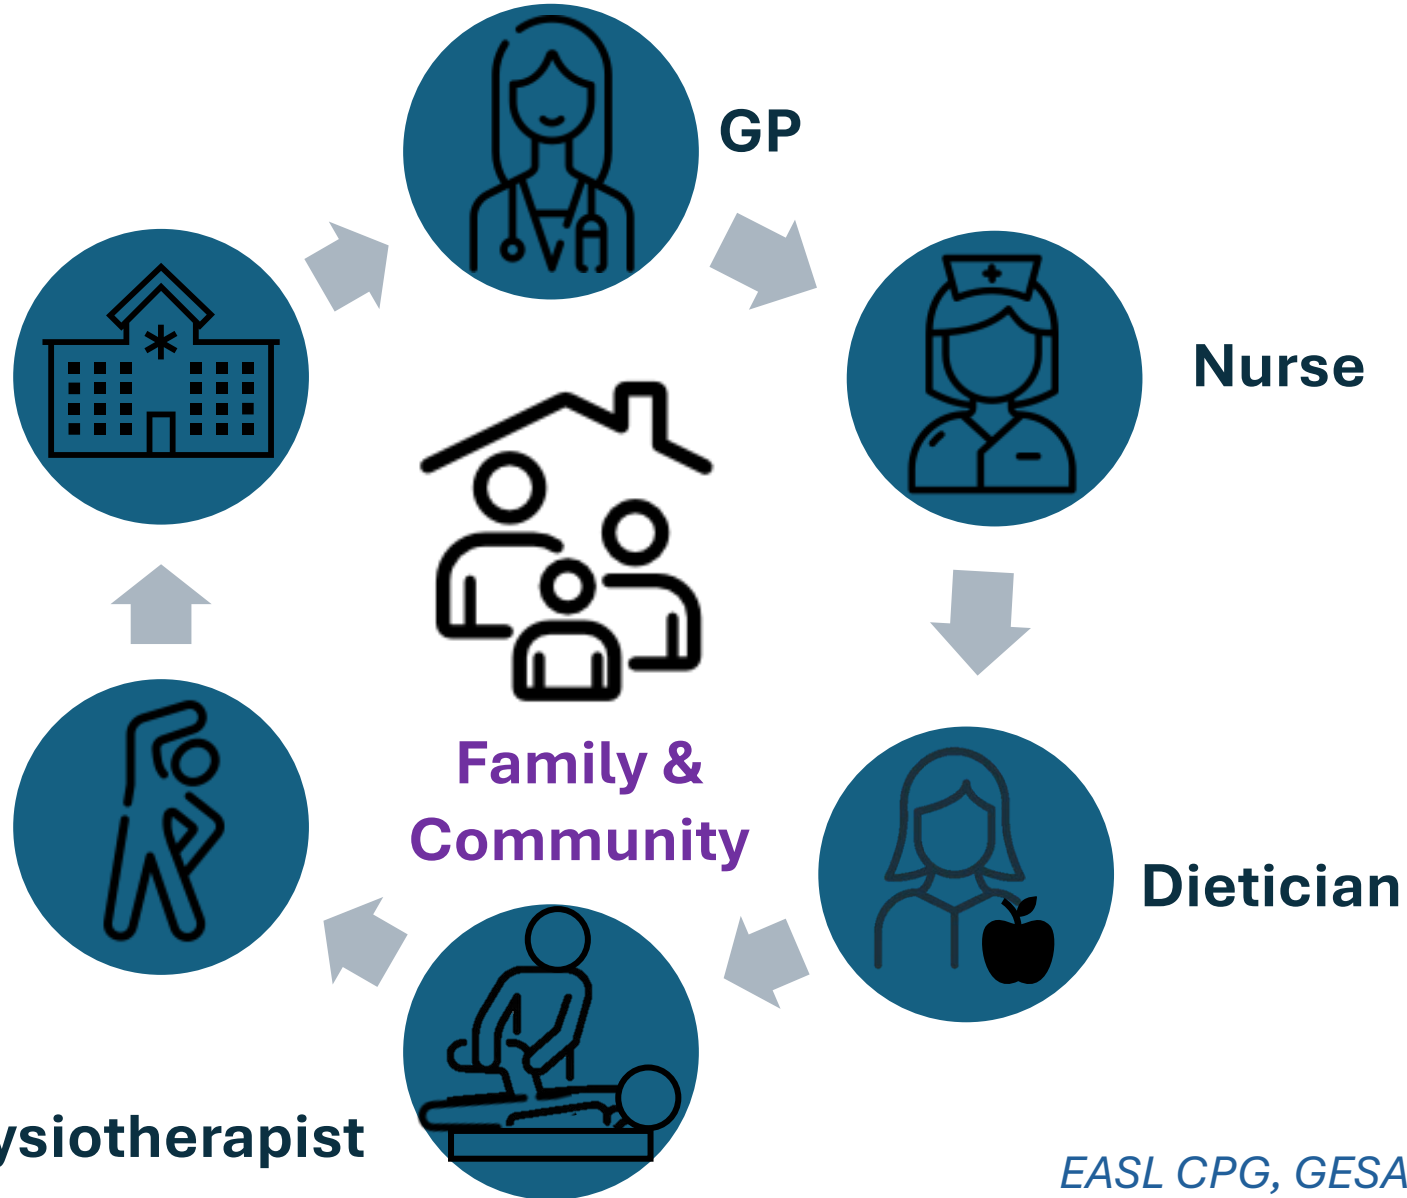 GP
Nurse
Family &
Community
Dietician
ysiotherapist
EASL CPG, GESA